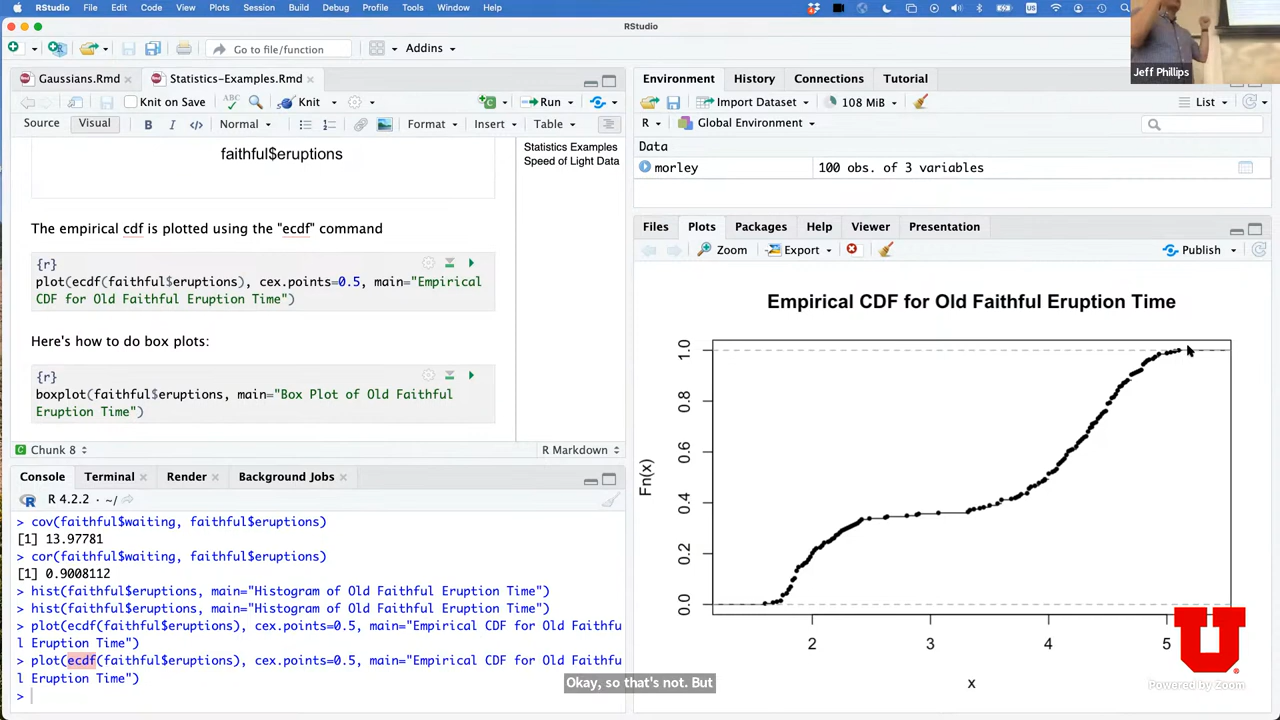 RStudio File Edit Code View Plots Session Build Debug Profile Tools Window Help
RStudio
Go to file/function Addins
Gaussians.Rmd Statistics-Examples.Rmd
Knit on Save ABC Knit Run
Source Visual B I Normal Format Insert Table
faithful$eruptions
Statistics Examples
Speed of Light Data
The empirical cdf is plotted using the "ecdf" command
{r}
plot(ecdf(faithful$eruptions), cex.points=0.5, main="Empirical
CDF for Old Faithful Eruption Time")
Here's how to do box plots:
{r}
boxplot(faithful$eruptions, main="Box Plot of Old Faithful
Eruption Time")
C Chunk 8 R Markdown
Console Terminal Render Background Jobs
R R 4.2.2 · ~/
> cov(faithful$waiting, faithful$eruptions)
[1] 13.97781
> cor(faithful$waiting, faithful$eruptions)
[1] 0.9008112
> hist(faithful$eruptions, main="Histogram of Old Faithful Eruption Time")
> hist(faithful$eruptions, main="Histogram of Old Faithful Eruption Time")
> plot(ecdf(faithful$eruptions), cex.points=0.5, main="Empirical CDF for Old Faithfu
l Eruption Time")
> plot(ecdf(faithful$eruptions), cex.points=0.5, main="Empirical CDF for Old Faithfu
l Eruption Time")
>
Environment History Connections Tutorial
Import Dataset 108 MiB List
R Global Environment
Data
morley 100 obs. of 3 variables
Files Plots Packages Help Viewer Presentation
Zoom Export Publish
Empirical CDF for Old Faithful Eruption Time
Fn(x)
1.0
0.8
0.6
0.4
0.2
0.0
2 3 4 5
x
Jeff Phillips
US
U
Powered by Zoom
Okay, so that's not. But